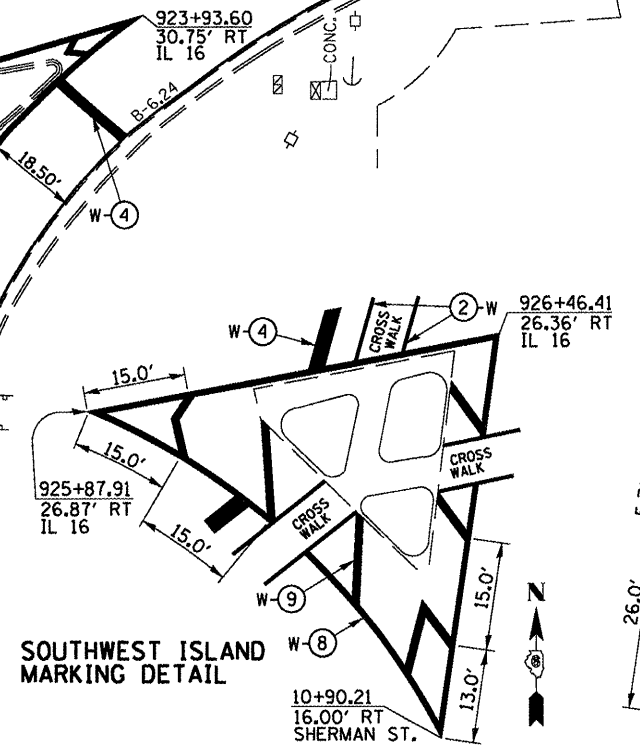 923+93.60
30.75' RT
IL 16
CONC.
B-6.24
18.50'
W-4
W-4
2-W
CROSS
WALK
926+46.41
26.36' RT
IL 16
15.0'
15.0'
CROSS
WALK
925+87.91
26.87' RT
IL 16
CROSS
WALK
15.0'
W-9
15.0'
N
26.0'
W-8
SOUTHWEST ISLAND
MARKING DETAIL
13.0'
10+90.21
16.00' RT
SHERMAN ST.